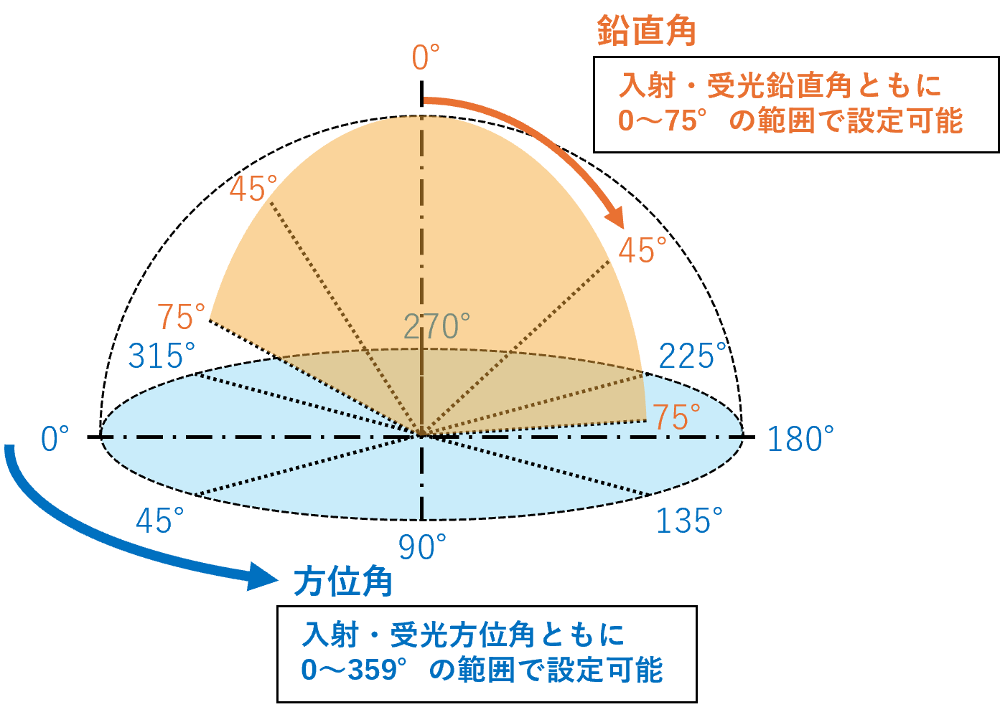 鉛直角
入射・受光鉛直角ともに
0～75°の範囲で設定可能
0°
45°
45°
75°
270°
315°
225°
75°
0°
180°
45°
135°
90°
方位角
入射・受光方位角ともに
0～359°の範囲で設定可能